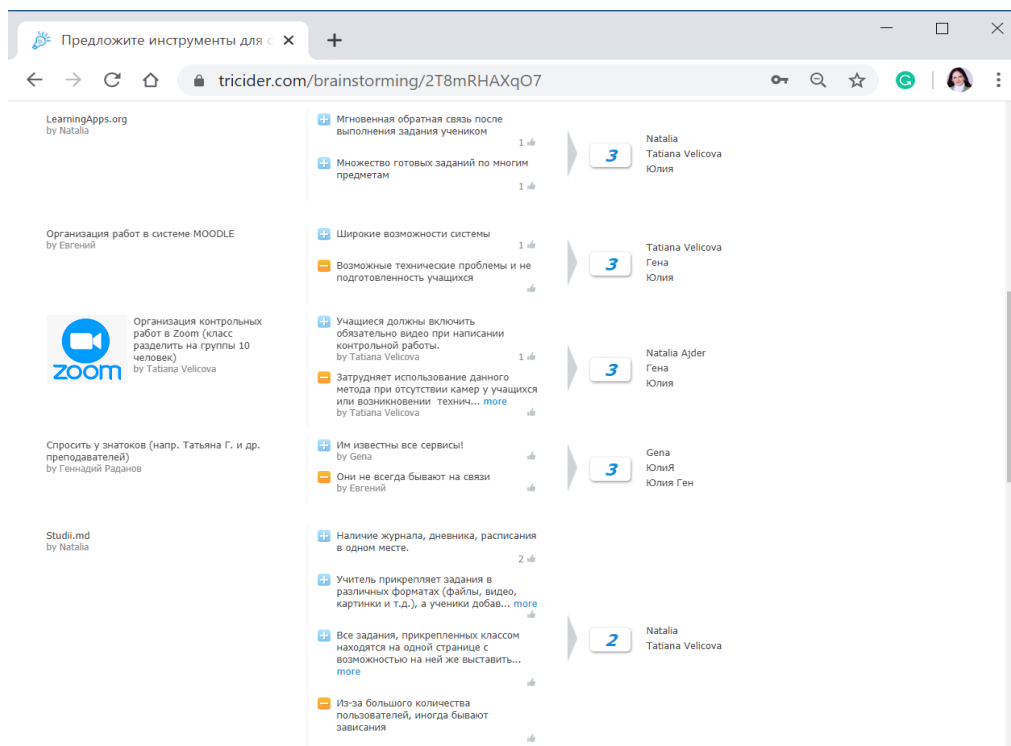 Предложите инструменты для с
tricider.com/brainstorming/2T8mRHAXqO7
LearningApps.org
by Natalia
Мгновенная обратная связь после
выполнения задания учеником
1
Множество готовых заданий по многим
предметам
1
3
Natalia
Tatiana Velicova
Юлия
Организация работ в системе MOODLE
by Евгений
Широкие возможности системы
1
Возможные технические проблемы и не
подготовленность учащихся
3
Tatiana Velicova
Гена
Юлия
zoom
Организация контрольных
работ в Zoom (класс
разделить на группы 10
человек)
by Tatiana Velicova
Учащиеся должны включить
обязательно видео при написании
контрольной работы.
by Tatiana Velicova
1
Затрудняет использование данного
метода при отсутствии камер у учащихся
или возникновении технич... more
by Tatiana Velicova
3
Natalia Ajder
Гена
Юлия
Спросить у знатоков (напр. Татьяна Г. и др.
преподавателей)
by Геннадий Раданов
Им известны все сервисы!
by Gena
Они не всегда бывают на связи
by Евгений
3
Gena
ЮлиЯ
Юлия Ген
Studii.md
by Natalia
Наличие журнала, дневника, расписания
в одном месте.
2
Учитель прикрепляет задания в
различных форматах (файлы, видео,
картинки и т.д.), а ученики добав... more
Все задания, прикрепленных классом
находятся на одной странице с
возможностью на ней же выставить...
more
Из-за большого количества
пользователей, иногда бывают
зависания
2
Natalia
Tatiana Velicova